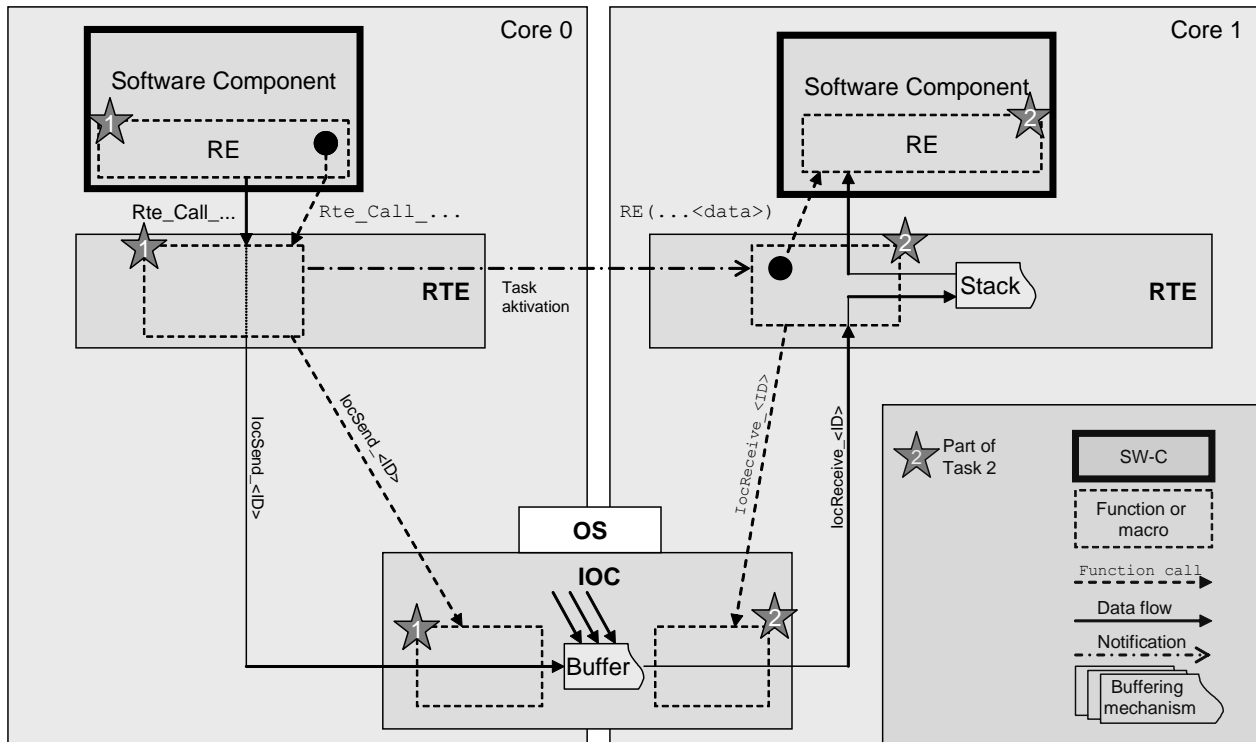 Core 0
Software Component
1
RE
Rte_Call_...
Rte_Call_...
1
RTE
Task
aktivation
IocSend_<ID>
IocSend_<ID>
Core 1
Software Component
2
RE
RE(...<data>)
2
Stack
RTE
IocReceive_<ID>
IocReceive_<ID>
OS
IOC
1
Buffer
2
2
Part of
Task 2
SW-C
Function or
macro
Function call
Data flow
Notification
Buffering
mechanism